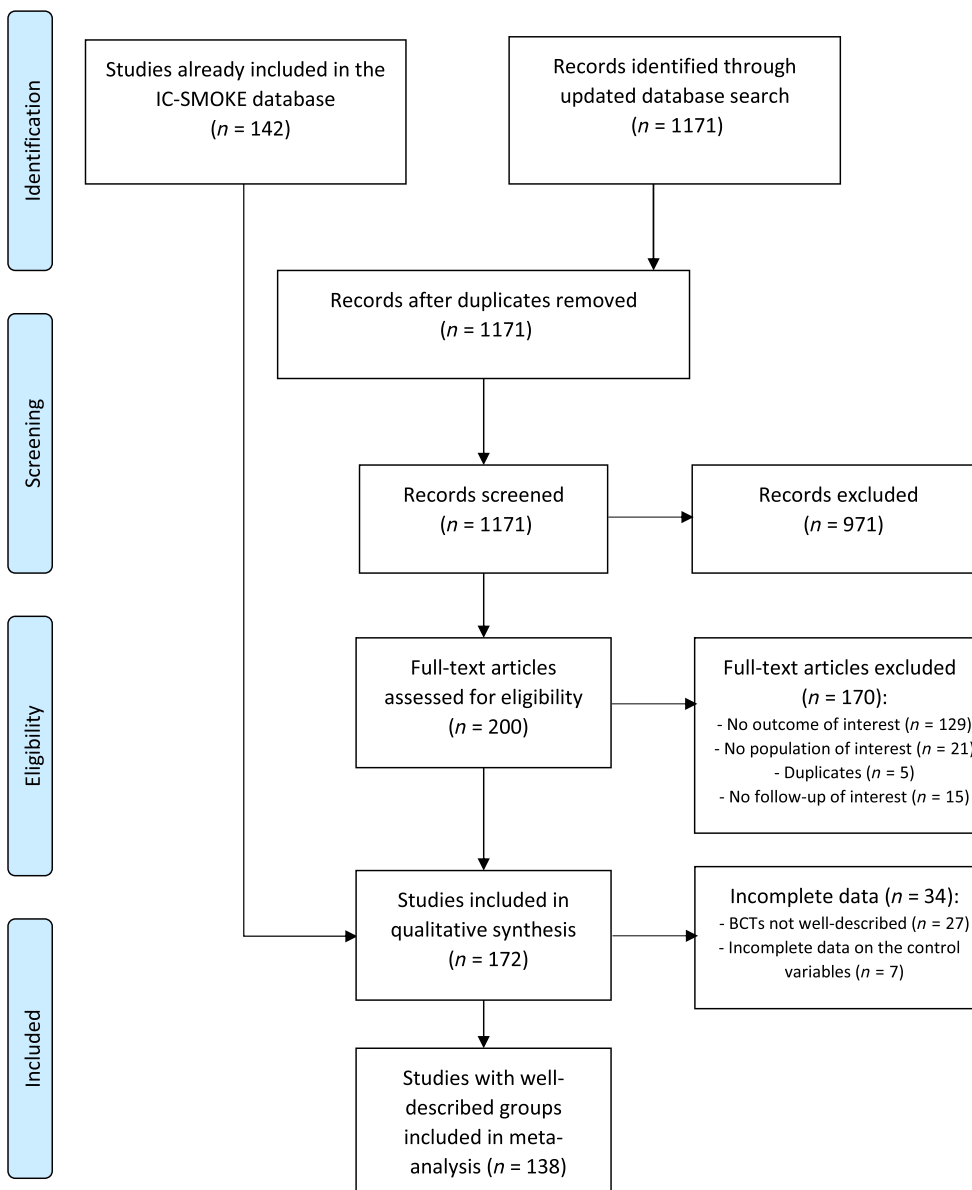 Identification
Studies already included in the
IC-SMOKE database
(n = 142)
Records identified through
updated database search
(n = 1171)
Records after duplicates removed
(n = 1171)
Screening
Records screened
(n = 1171)
Records excluded
(n = 971)
Eligibility
Full-text articles
assessed for eligibility
(n = 200)
Full-text articles excluded
(n = 170):
- No outcome of interest (n = 129)
- No population of interest (n = 21)
- Duplicates (n = 5)
- No follow-up of interest (n = 15)
Included
Studies included in
qualitative synthesis
(n = 172)
Incomplete data (n = 34):
- BCTs not well-described (n = 27)
- Incomplete data on the control
variables (n = 7)
Studies with well-
described groups
included in meta-
analysis (n = 138)